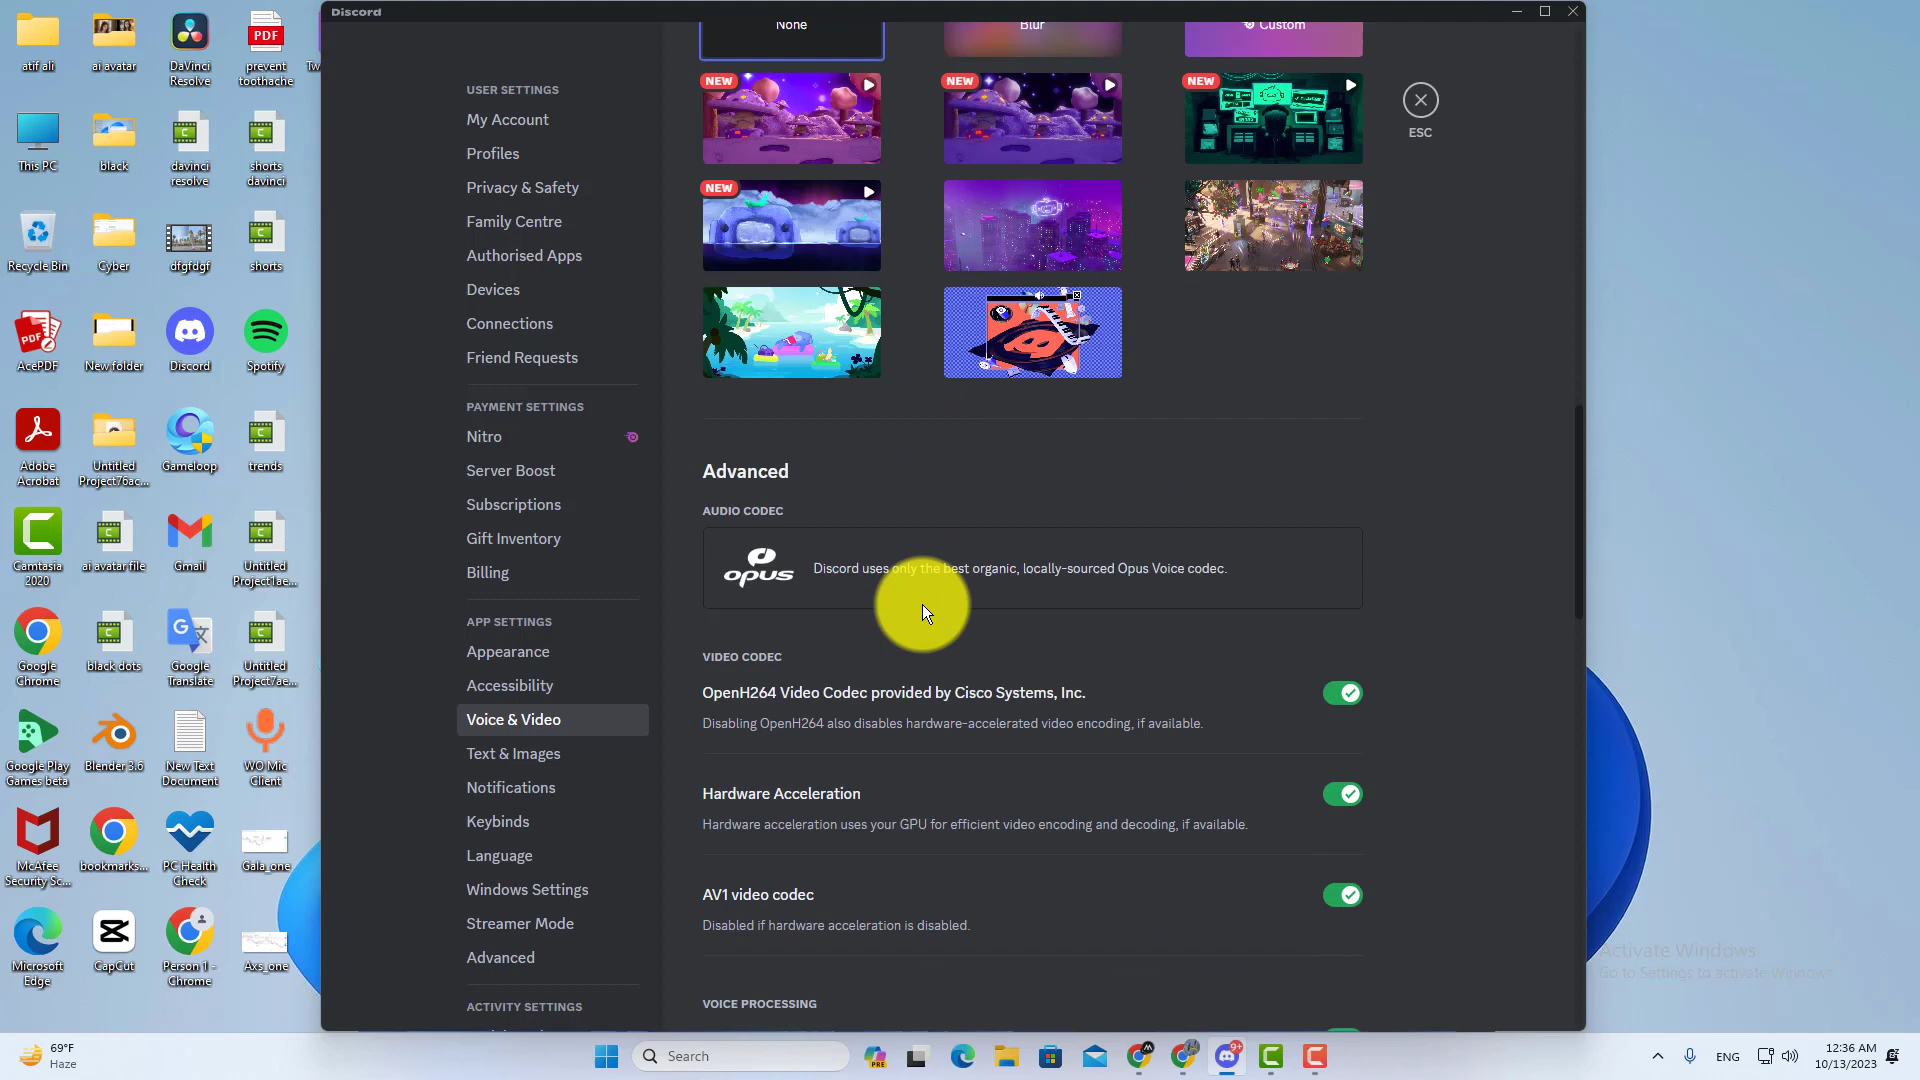 Discord
atif ali
ai avatar
DaVinci
Resolve
prevent
toothache
This PC
black
davinci
resolve
shorts
davinci
Recycle Bin
Cyber
dfgfdgf
shorts
AcePDF
New folder
Discord
Spotify
Adobe
Acrobat
Untitled
Project76ac...
Gameloop
trends
Camtasia
2020
ai avatar file
Gmail
Untitled
Project1ae...
Google
Chrome
black dots
Google
Translate
Untitled
Project7ae...
Google Play
Games beta
Blender 3.6
New Text
Document
WO Mic
Client
McAfee
Security Sc...
bookmarks...
PC Health
Check
Gala_one
Microsoft
Edge
CapCut
Person 1 -
Chrome
Axs_one
USER SETTINGS
My Account
Profiles
Privacy & Safety
Family Centre
Authorised Apps
Devices
Connections
Friend Requests
PAYMENT SETTINGS
Nitro
Server Boost
Subscriptions
Gift Inventory
Billing
APP SETTINGS
Appearance
Accessibility
Voice & Video
Text & Images
Notifications
Keybinds
Language
Windows Settings
Streamer Mode
Advanced
ACTIVITY SETTINGS
None
Blur
Custom
NEW
NEW
NEW
NEW
ESC
Advanced
AUDIO CODEC
opus
Discord uses only the best organic, locally-sourced Opus Voice codec.
VIDEO CODEC
OpenH264 Video Codec provided by Cisco Systems, Inc.
Disabling OpenH264 also disables hardware-accelerated video encoding, if available.
Hardware Acceleration
Hardware acceleration uses your GPU for efficient video encoding and decoding, if available.
AV1 video codec
Disabled if hardware acceleration is disabled.
VOICE PROCESSING
Activate Windows
Go to Settings to activate Windows.
69°F
Haze
Search
PRE
9+
ENG
12:36 AM
10/13/2023